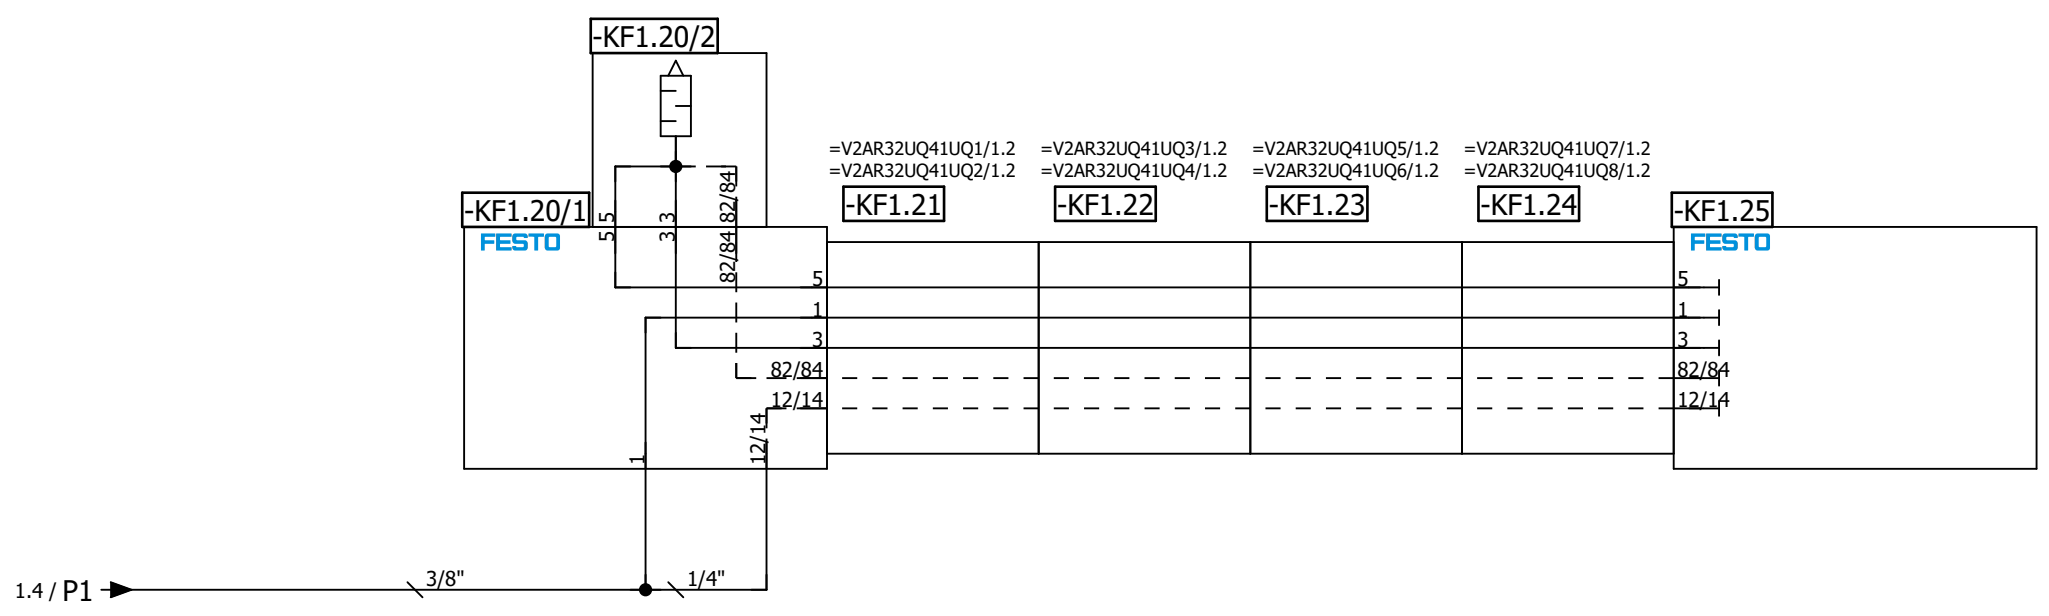 -KF1.20/2
=V2AR32UQ41UQ1/1.2 =V2AR32UQ41UQ3/1.2 =V2AR32UQ41UQ5/1.2 =V2AR32UQ41UQ7/1.2
=V2AR32UQ41UQ2/1.2 =V2AR32UQ41UQ4/1.2 =V2AR32UQ41UQ6/1.2 =V2AR32UQ41UQ8/1.2
-KF1.20/1 5 3 82/84 -KF1.21 -KF1.22 -KF1.23 -KF1.24 -KF1.25
FESTO 5 3 82/84 FESTO
5 5
1 1
3 3
82/84 82/84
12/14 12/14
1 12/14
1.4 / P1 3/8" 1/4"